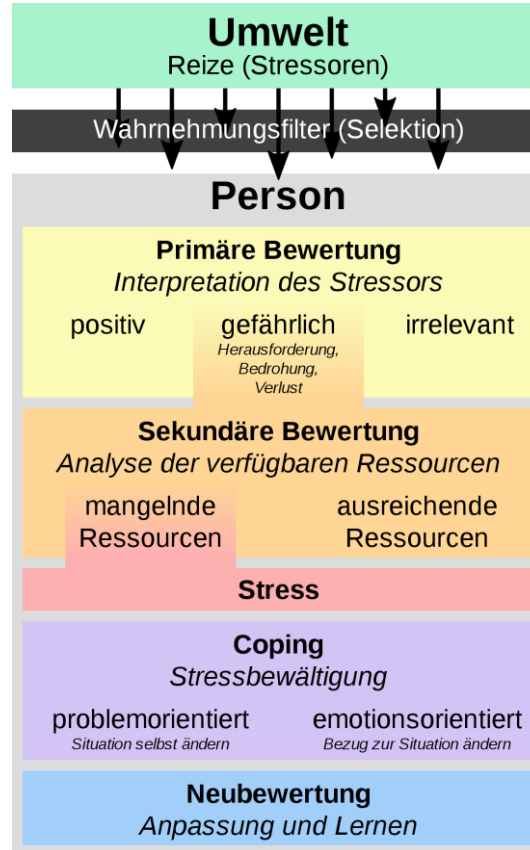 Umwelt
Reize (Stressoren)
Wahrnehmungsfilter (Selektion)
Person
Primäre Bewertung
Interpretation des Stressors
positiv
gefährlich
irrelevant
Herausforderung,
Bedrohung,
Verlust
Sekundäre Bewertung
Analyse der verfügbaren Ressourcen
mangelnde
Ressourcen
ausreichende
Ressourcen
Stress
Coping
Stressbewältigung
problemorientiert
Situation selbst ändern
emotionsorientiert
Bezug zur Situation ändern
Neubewertung
Anpassung und Lernen